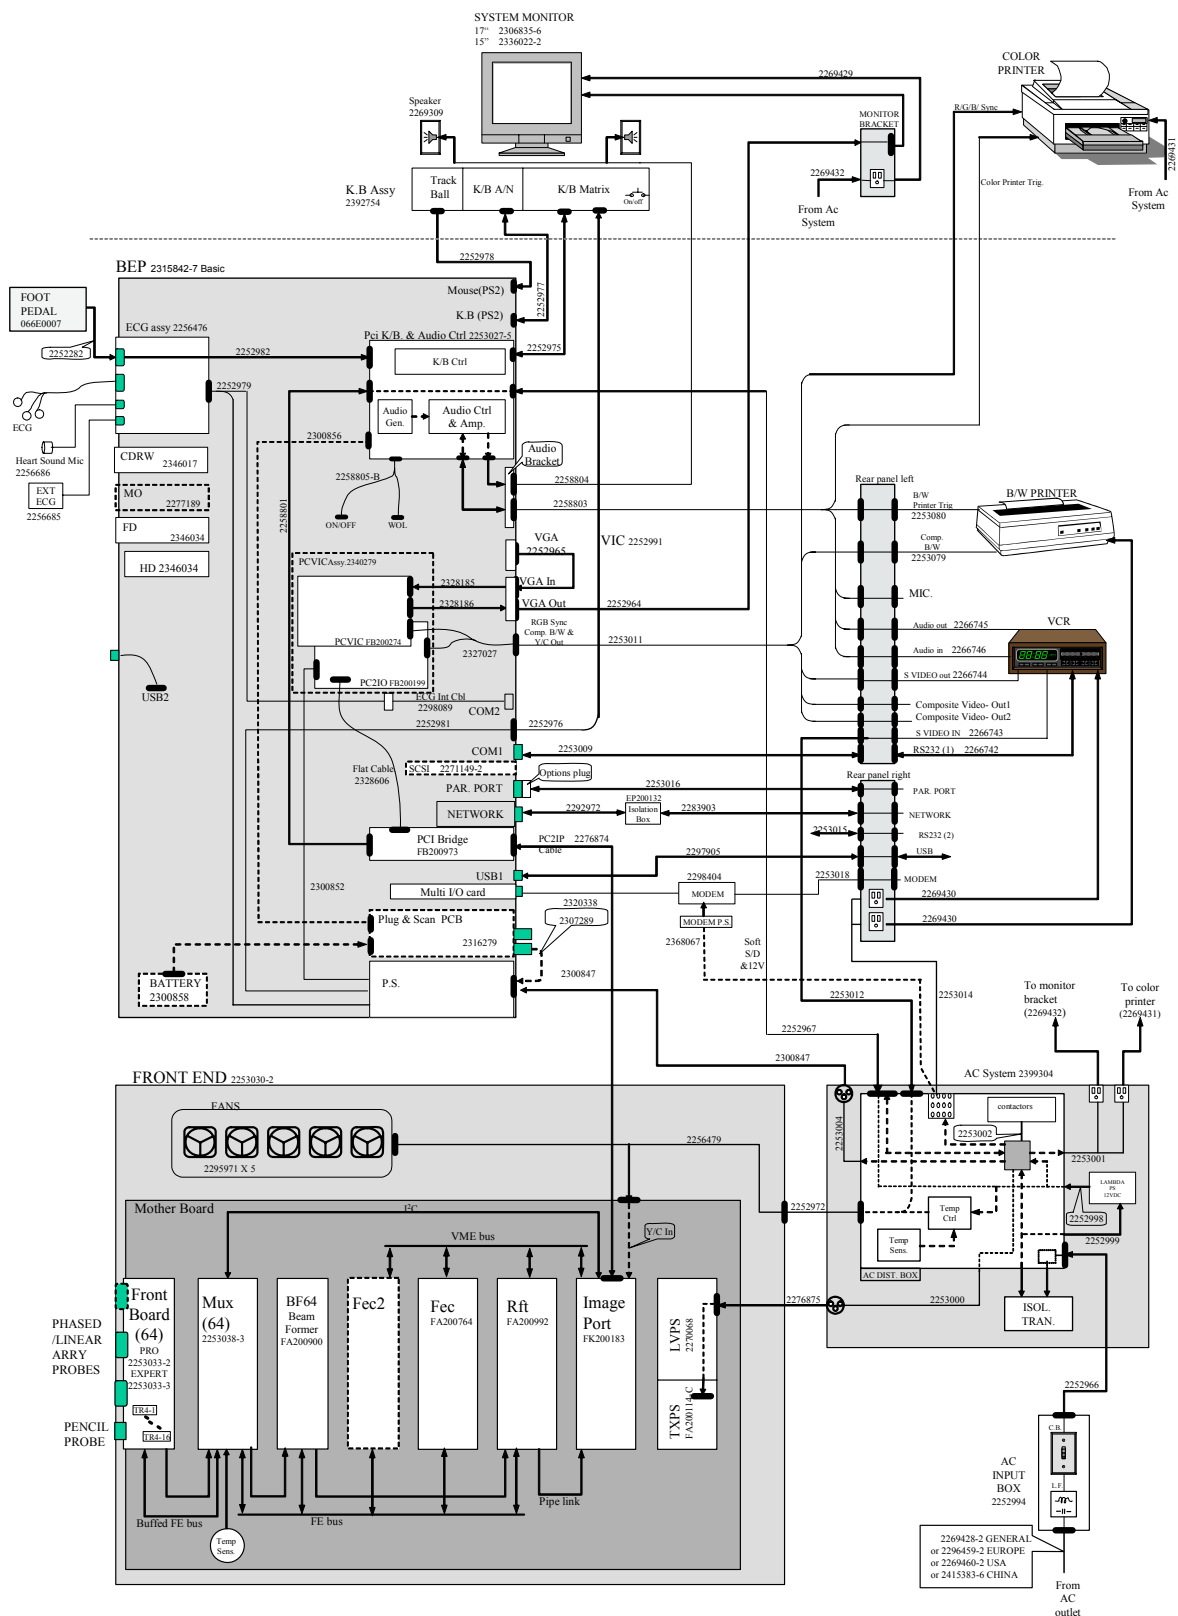 SYSTEM MONITOR
17" 2306835-6
15" 2336022-2
2269429
COLOR
PRINTER
Speaker
2269309
R/G/B/ Sync
MONITOR
BRACKET
2269431
K.B Assy
2392754
Track
Ball
K/B A/N
K/B Matrix
On/off
2269432
Color Printer Trig.
From Ac
System
From Ac
System
BEP 2315842-7 Basic
2252978
2252977
Mouse(PS2)
K.B (PS2)
FOOT
PEDAL
066E0007
2252282
ECG assy 2256476
Pci K/B. & Audio Ctrl 2253027-5
2252982
K/B Ctrl
2252975
2252979
ECG
Audio
Gen.
Audio Ctrl
& Amp.
2300856
Heart Sound Mic
2256686
EXT
ECG
2256685
CDRW
2346017
MO
2277189
FD
2346034
HD 2346034
2258805-B
2258801
ON/OFF
WOL
Audio
Bracket
2258804
2258803
Rear panel left
B/W
Printer Trig
2253080
B/W PRINTER
Comp.
B/W
2253079
VGA
2252965
VIC 2252991
PCVIC Assy.2340279
2328185
VGA In
2328186
VGA Out
2252964
MIC.
RGB Sync
Comp. B/W &
Y/C Out
2253011
PCVIC FB200274
2327027
PC2IO FB200199
Audio out 2266745
VCR
Audio in 2266746
S VIDEO out 2266744
USB2
ECG Int Cbl
2298089
COM2
2252981
2252976
Composite Video- Out1
Composite Video- Out2
S VIDEO IN 2266743
COM1
2253009
RS232 (1) 2266742
Flat Cable
2328606
SCSI 2271149-2
Options plug
Rear panel right
PAR. PORT
2253016
PAR. PORT
NETWORK
2292972
EP200132
Isolation
Box
2283903
NETWORK
2253015
RS232 (2)
PCI Bridge
FB200973
PC2IP 2276874
Cable
2297905
USB
USB1
2300852
Multi I/O card
2298404
MODEM
2253018
MODEM
2320338
2307289
MODEM P.S.
2269430
2269430
Plug & Scan PCB
2316279
2368067
Soft
S/D
&12V
BATTERY
2300858
P.S.
2300847
2253012
2253014
To monitor
bracket
(2269432)
To color
printer
(2269431)
2252967
2300847
FRONT END 2253030-2
AC System 2399304
FANS
2295971 X 5
2256479
2253004
contactors
2253002
2253001
LAMBDA
PS
12VDC
2252998
2252999
Mother Board
I²C
2252972
Temp
Ctrl
Temp
Sens.
VME bus
Y/C In
AC DIST. BOX
Front
Board
(64)
PRO
2253033-2
EXPERT
2253033-3
Mux
(64)
2253038-3
BF64
Beam
Former
FA200900
Fec2
Fec
FA200764
Rft
FA200992
Image
Port
FK200183
LVPS
2270068
2276875
2253000
ISOL.
TRAN.
PHASED
/LINEAR
ARRY
PROBES
TXPS
FA200114-C
2252966
PENCIL
PROBE
TR4-1
TR4-16
C.B.
AC
INPUT
BOX
2252994
L.F.
Pipe link
Buffed FE bus
FE bus
Temp
Sens.
2269428-2 GENERAL
or 2296459-2 EUROPE
or 2269460-2 USA
or 2415383-6 CHINA
From
AC
outlet